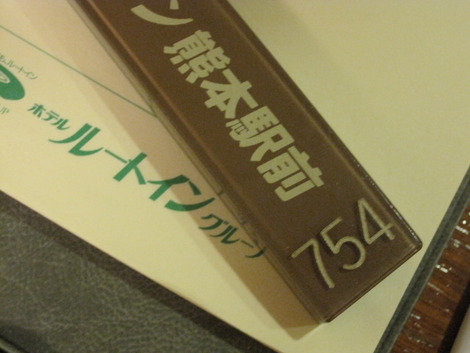 ン 熊本駅前
754
ホテル ルートイン グループ